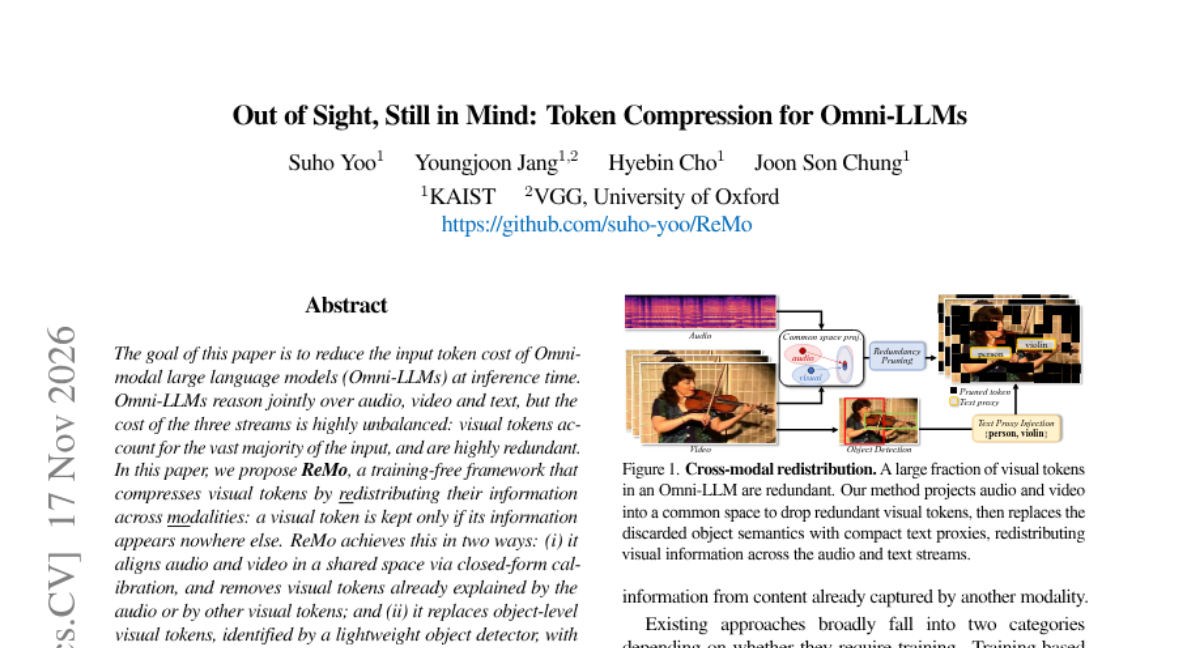 Out of Sight, Still in Mind: Token Compression for Omni-LLMs
Suho Yoo1 Youngjoon Jang1,2 Hyebin Cho1 Joon Son Chung1
1KAIST 2VGG, University of Oxford
https://github.com/suho-yoo/ReMo
cs.CV] 17 Nov 2026
Abstract
The goal of this paper is to reduce the input token cost of Omni-
modal large language models (Omni-LLMs) at inference time.
Omni-LLMs reason jointly over audio, video and text, but the
cost of the three streams is highly unbalanced: visual tokens ac-
count for the vast majority of the input, and are highly redundant.
In this paper, we propose ReMo, a training-free framework that
compresses visual tokens by redistributing their information
across modalities: a visual token is kept only if its information
appears nowhere else. ReMo achieves this in two ways: (i) it
aligns audio and video in a shared space via closed-form cal-
ibration, and removes visual tokens already explained by the
audio or by other visual tokens; and (ii) it replaces object-level
visual tokens, identified by a lightweight object detector, with
Audio
Video
Common space proj.
audio
visual
Redundancy
Pruning
Object Detection
person
violin
Pruned token
Text proxy
Text Proxy Injection
[person, violin]
Figure 1. Cross-modal redistribution. A large fraction of visual tokens
in an Omni-LLM are redundant. Our method projects audio and video
into a common space to drop redundant visual tokens, then replaces the
discarded object semantics with compact text proxies, redistributing
visual information across the audio and text streams.
information from content already captured by another modality.
Existing approaches broadly fall into two categories
depending on whether they require training. Training-based